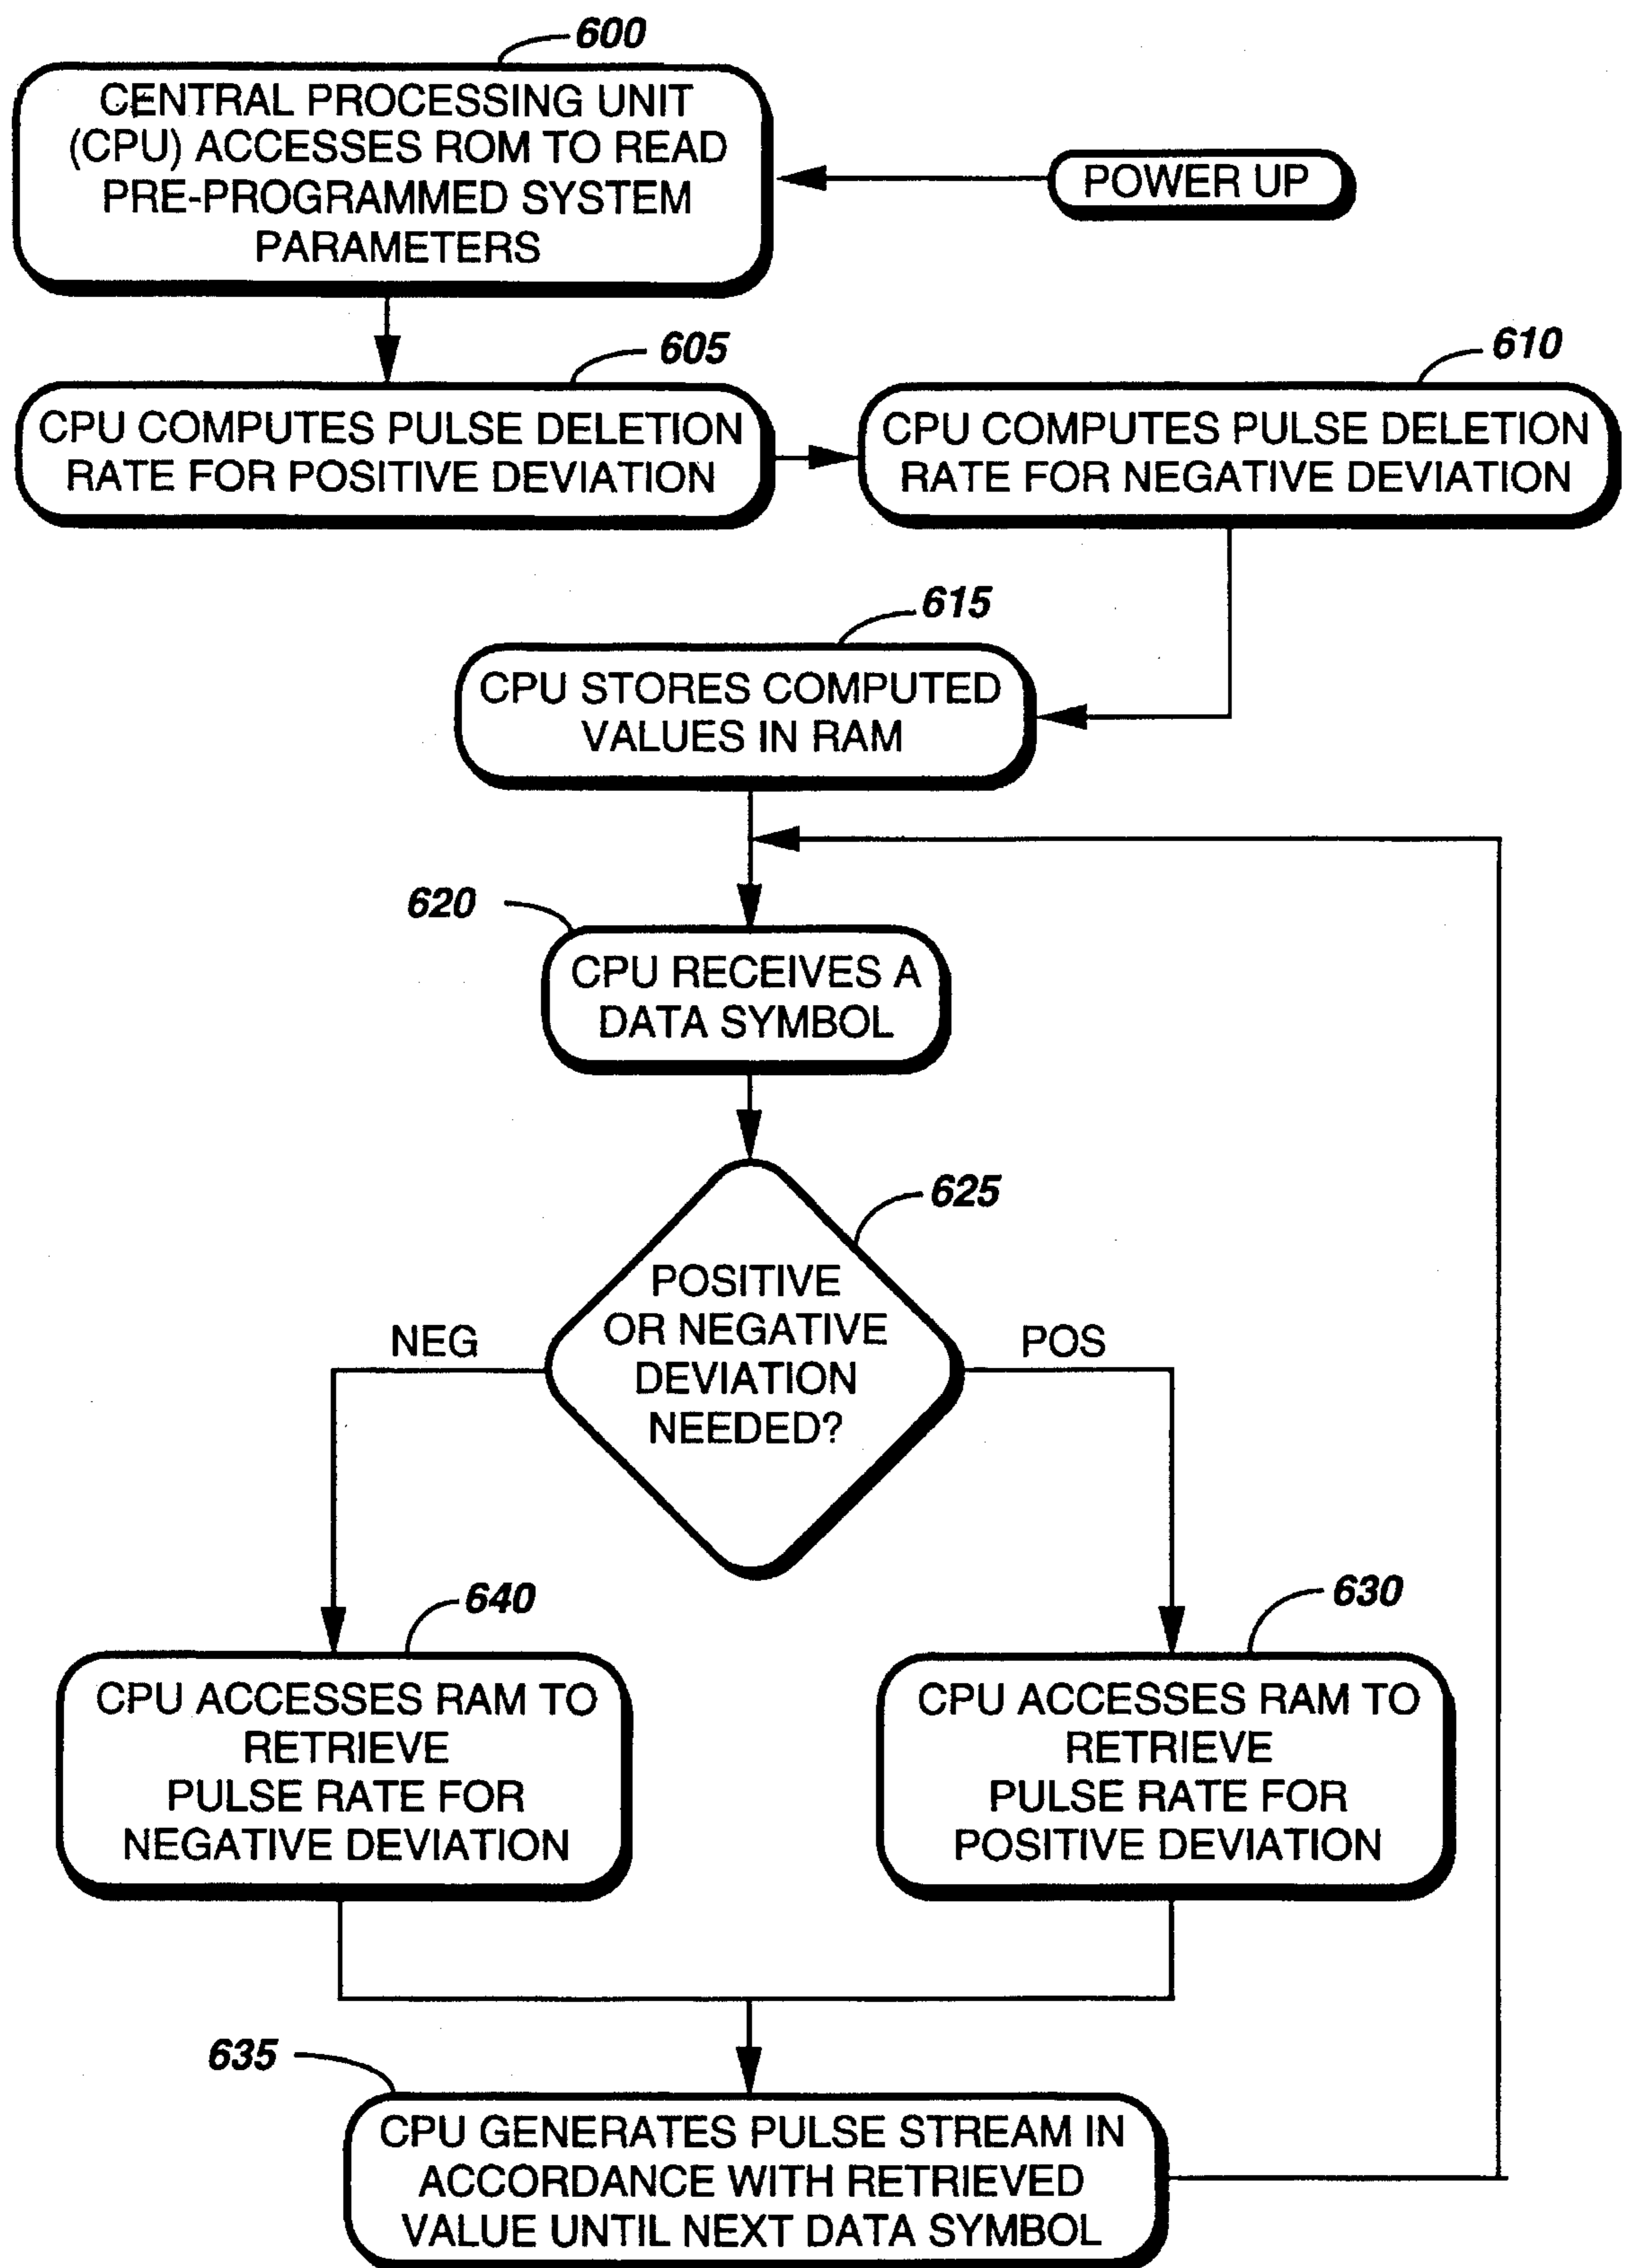 600
CENTRAL PROCESSING UNIT
(CPU) ACCESSES ROM TO READ
PRE-PROGRAMMED SYSTEM
PARAMETERS
POWER UP
605
CPU COMPUTES PULSE DELETION
RATE FOR POSITIVE DEVIATION
610
CPU COMPUTES PULSE DELETION
RATE FOR NEGATIVE DEVIATION
615
CPU STORES COMPUTED
VALUES IN RAM
620
CPU RECEIVES A
DATA SYMBOL
625
POSITIVE
OR NEGATIVE
DEVIATION
NEEDED?
NEG
POS
640
CPU ACCESSES RAM TO
RETRIEVE
PULSE RATE FOR
NEGATIVE DEVIATION
630
CPU ACCESSES RAM TO
RETRIEVE
PULSE RATE FOR
POSITIVE DEVIATION
635
CPU GENERATES PULSE STREAM IN
ACCORDANCE WITH RETRIEVED
VALUE UNTIL NEXT DATA SYMBOL